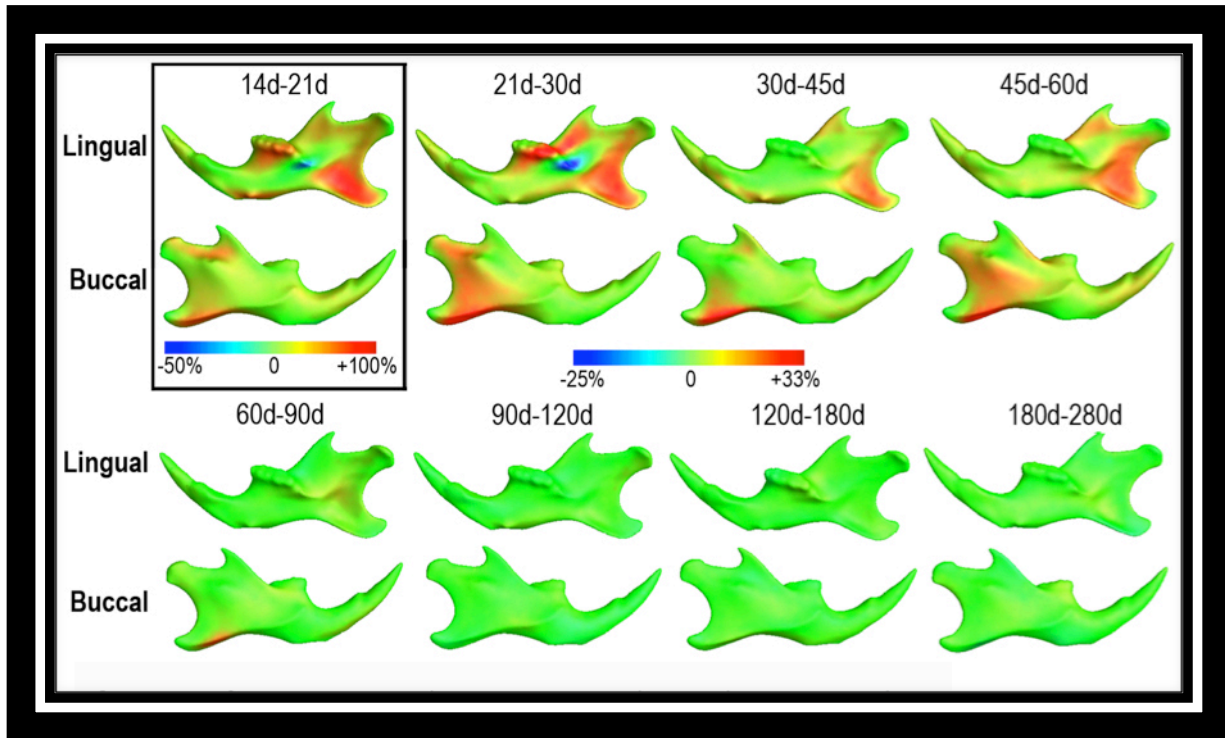 14d-21d 21d-30d 30d-45d 45d-60d
Lingual
Buccal
-50% 0 +100%
-25% 0 +33%
60d-90d 90d-120d 120d-180d 180d-280d
Lingual
Buccal